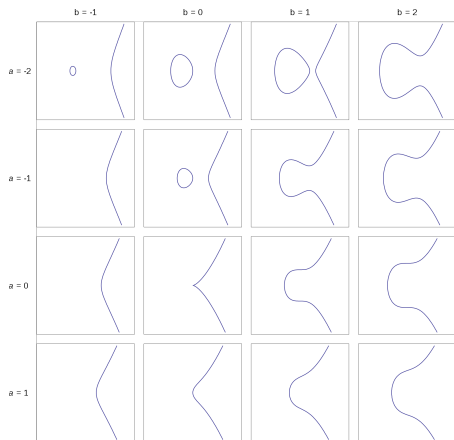 b = -1 b = 0 b = 1 b = 2
a = -2
a = -1
a = 0
a = 1